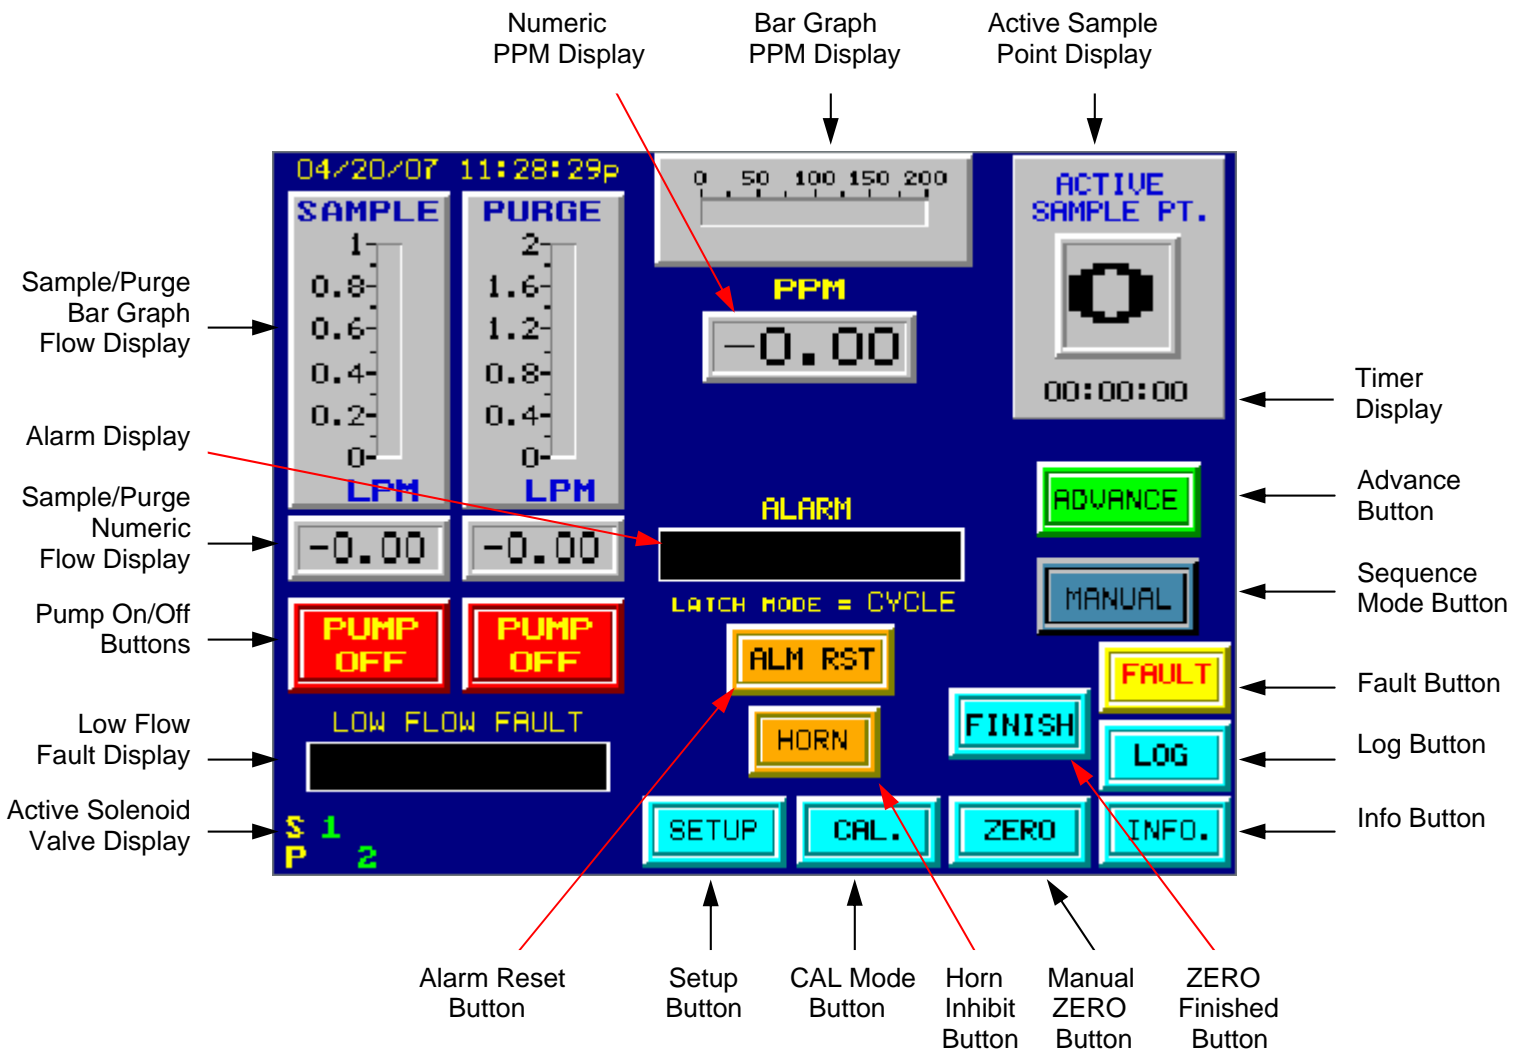 Numeric
PPM Display
Bar Graph
PPM Display
Active Sample
Point Display
04/20/07 11:28:29p
SAMPLE
1
0.8
0.6
0.4
0.2
0
LPM
-0.00
PUMP
OFF
PURGE
2
1.6
1.2
0.8
0.4
0
LPM
-0.00
PUMP
OFF
LOW FLOW FAULT
S 1
P 2
0 50 100 150 200
PPM
-0.00
ALARM
LATCH MODE = CYCLE
ALM RST
HORN
ACTIVE
SAMPLE PT.
0
00:00:00
ADVANCE
MANUAL
FAULT
FINISH
LOG
SETUP
CAL.
ZERO
INFO.
Sample/Purge
Bar Graph
Flow Display
Alarm Display
Sample/Purge
Numeric
Flow Display
Pump On/Off
Buttons
Low Flow
Fault Display
Active Solenoid
Valve Display
Timer
Display
Advance
Button
Sequence
Mode Button
Fault Button
Log Button
Info Button
Alarm Reset
Button
Setup
Button
CAL Mode
Button
Horn
Inhibit
Button
Manual
ZERO
Button
ZERO
Finished
Button